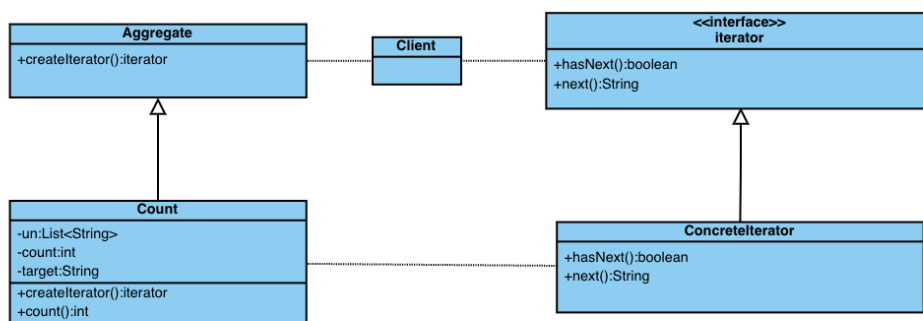 Aggregate
+createIterator():iterator
Client
<<interface>>
iterator
+hasNext():boolean
+next():String
Count
-un:List<String>
-count:int
-target:String
+createIterator():iterator
+count():int
ConcreteIterator
+hasNext():boolean
+next():String